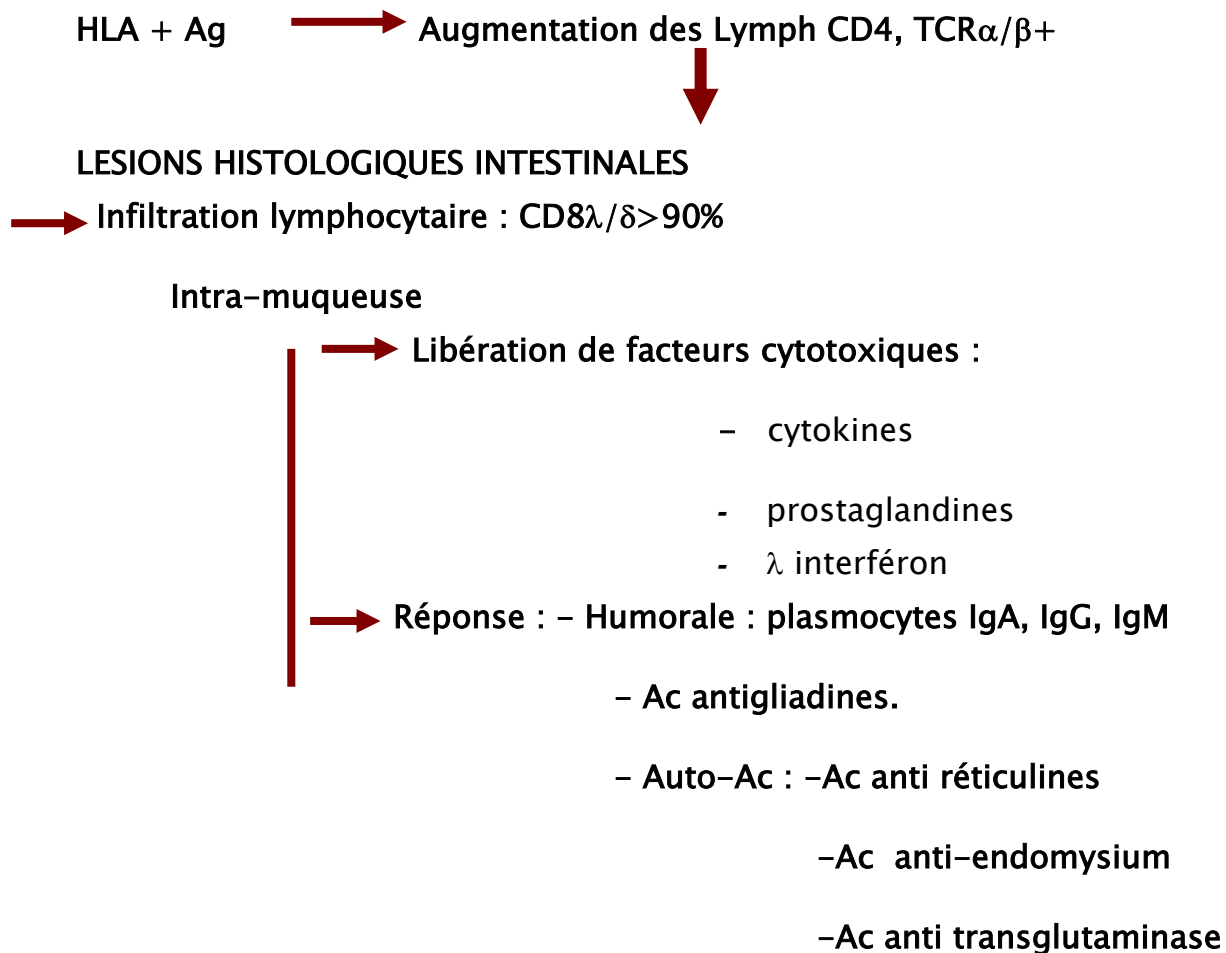 HLA + Ag Augmentation des Lymph CD4, TCRα/β+
LESIONS HISTOLOGIQUES INTESTINALES
Infiltration lymphocytaire : CD8λ/δ>90%
Intra-muqueuse
Libération de facteurs cytotoxiques :
- cytokines
- prostaglandines
- λ interféron
Réponse : - Humorale : plasmocytes IgA, IgG, IgM
- Ac antigliadines.
- Auto-Ac : -Ac anti réticulines
-Ac anti-endomysium
-Ac anti transglutaminase